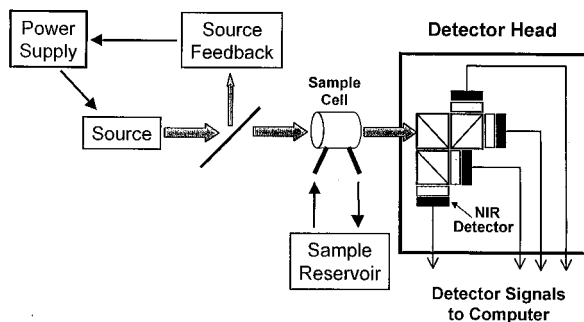 Power
Supply
Source
Feedback
Source
Sample
Cell
Sample
Reservoir
Detector Head
NIR
Detector
Detector Signals
to Computer